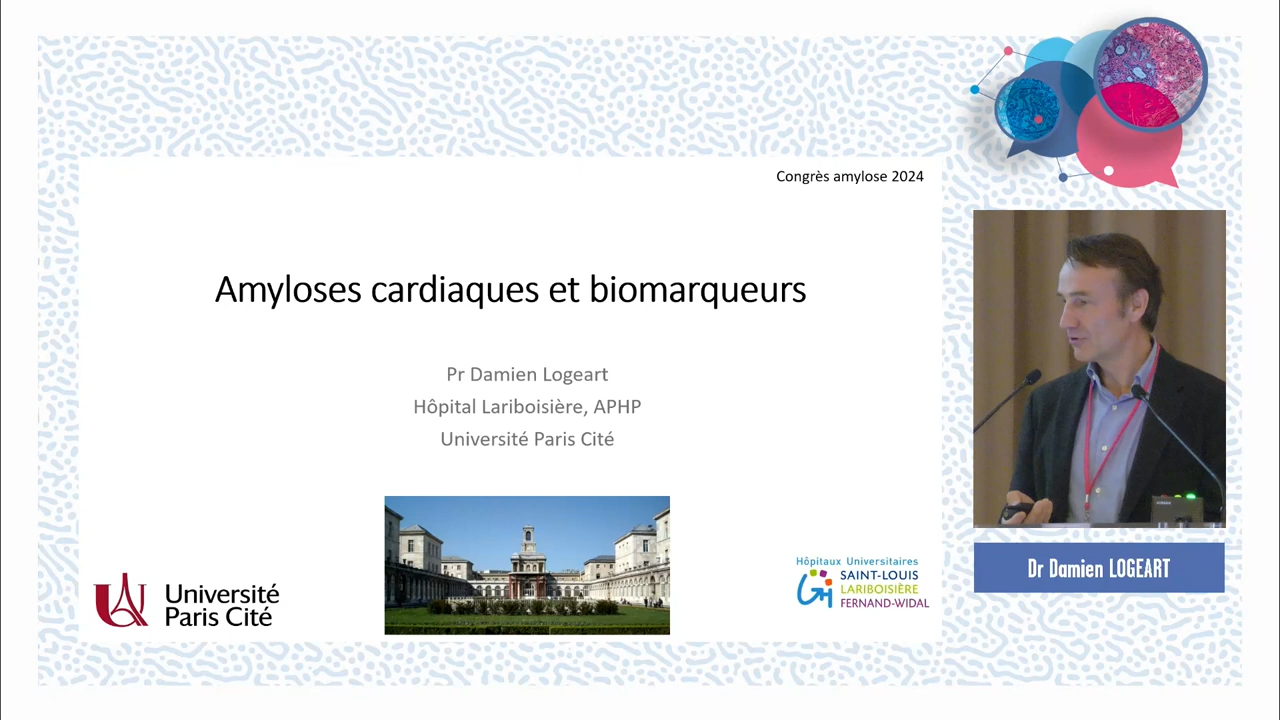 Congrès amylose 2024
Amyloses cardiaques et biomarqueurs
Pr Damien Logeart
Hôpital Lariboisière, APHP
Université Paris Cité
Université
Paris Cité
Hôpitaux Universitaires
SAINT-LOUIS
LARIBOISIÈRE
FERNAND-WIDAL
Dr Damien LOGEART